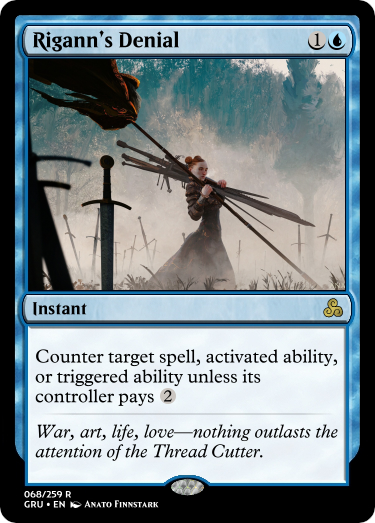 Rigann's Denial 1
Instant
Counter target spell, activated ability,
or triggered ability unless its
controller pays 2
War, art, life, love—nothing outlasts the
attention of the Thread Cutter.
068/259 R
GRU • EN Anato Finnstark